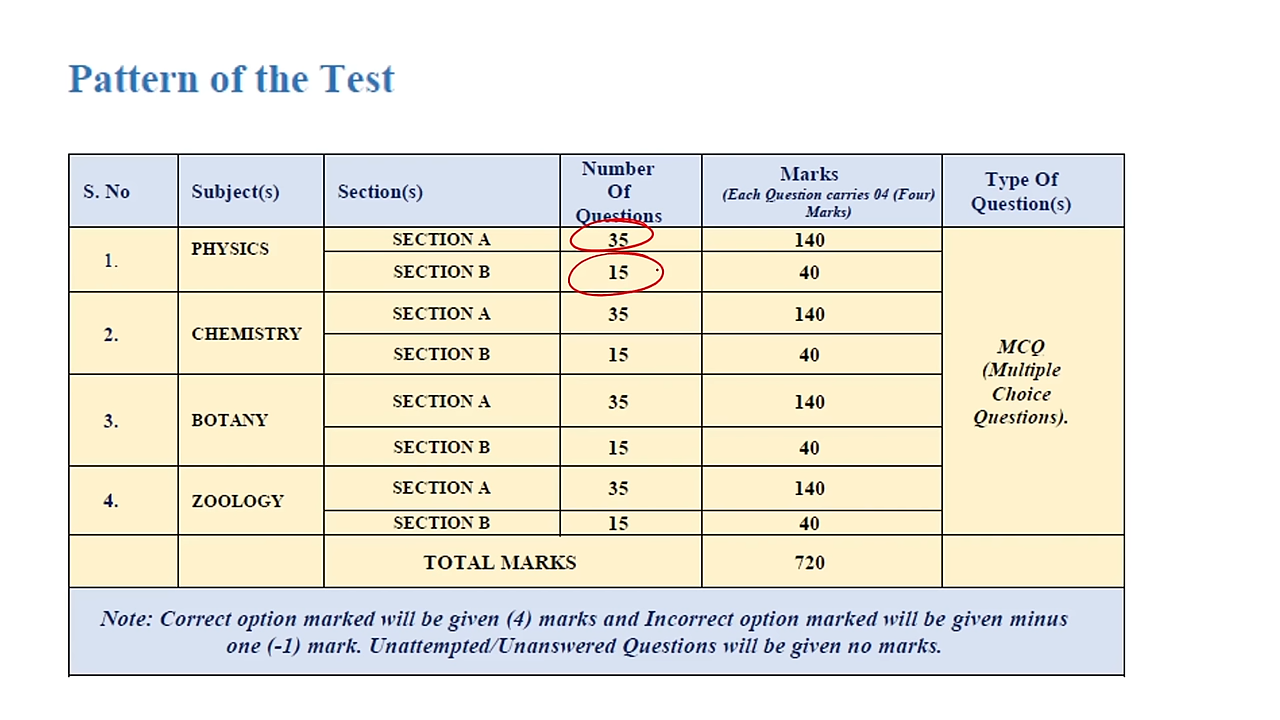 Pattern of the Test
S. No Subject(s) Section(s) Number Of Questions Marks (Each Question carries 04 (Four) Marks) Type Of Question(s)
1. PHYSICS SECTION A 35 140
SECTION B 15 40
2. CHEMISTRY SECTION A 35 140
SECTION B 15 40
3. BOTANY SECTION A 35 140
SECTION B 15 40
4. ZOOLOGY SECTION A 35 140
SECTION B 15 40
MCQ
(Multiple
Choice
Questions).
TOTAL MARKS 720
Note: Correct option marked will be given (4) marks and Incorrect option marked will be given minus
one (-1) mark. Unattempted/Unanswered Questions will be given no marks.